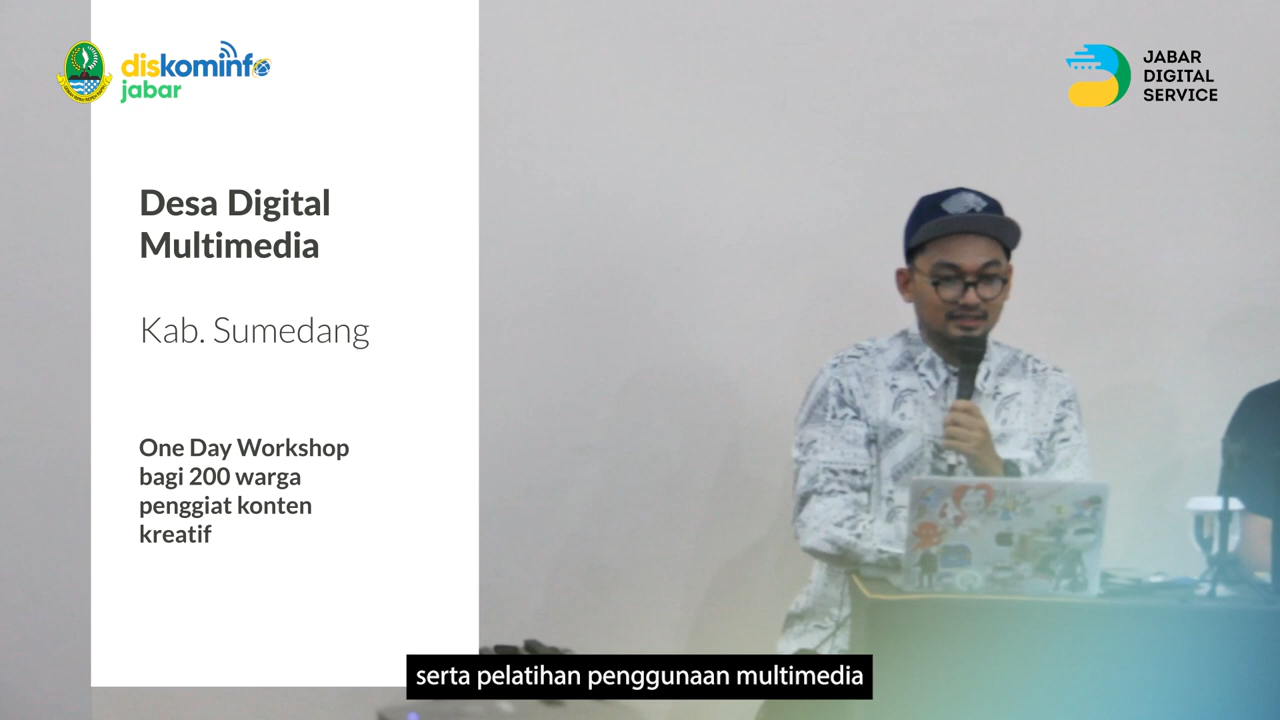 diskominfo
jabar
JABAR
DIGITAL
SERVICE
Desa Digital
Multimedia
Kab. Sumedang
One Day Workshop
bagi 200 warga
penggiat konten
kreatif
serta pelatihan penggunaan multimedia